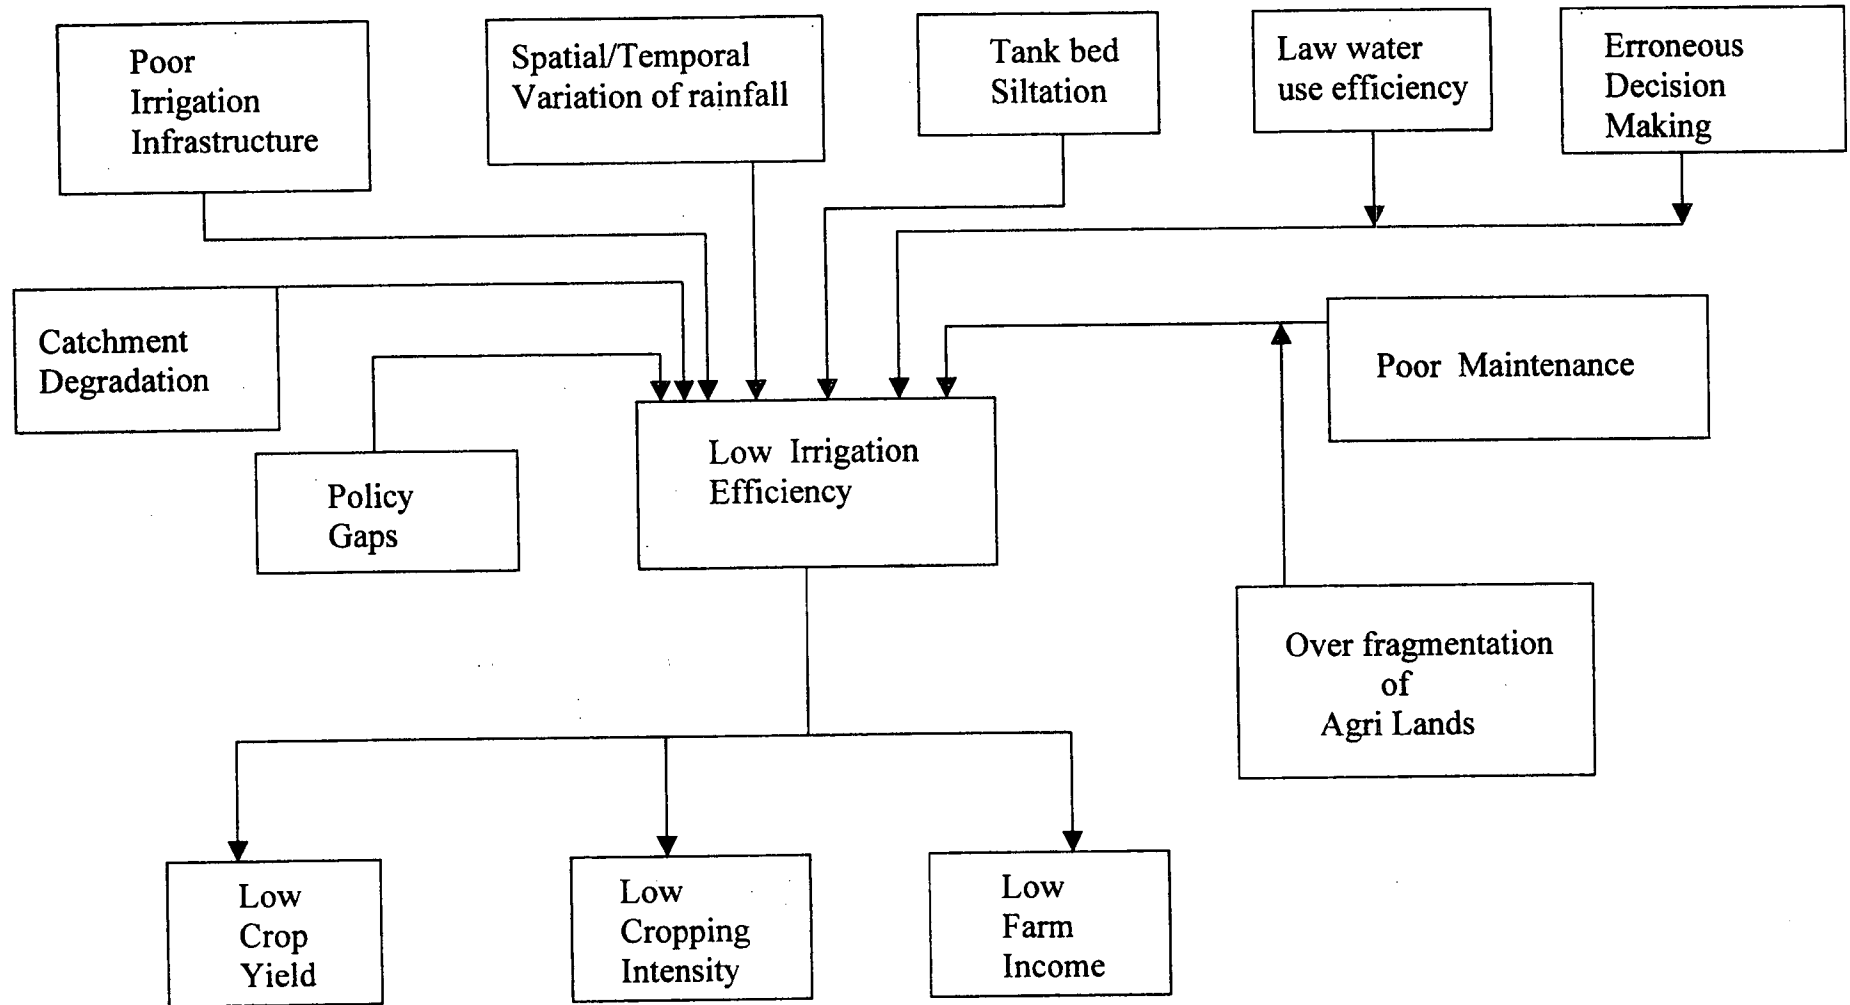 Poor
Irrigation
Infrastructure
Spatial/Temporal
Variation of rainfall
Tank bed
Siltation
Law water
use efficiency
Erroneous
Decision
Making
Catchment
Degradation
Policy
Gaps
Low Irrigation
Efficiency
Poor Maintenance
Over fragmentation
of
Agri Lands
Low
Crop
Yield
Low
Cropping
Intensity
Low
Farm
Income